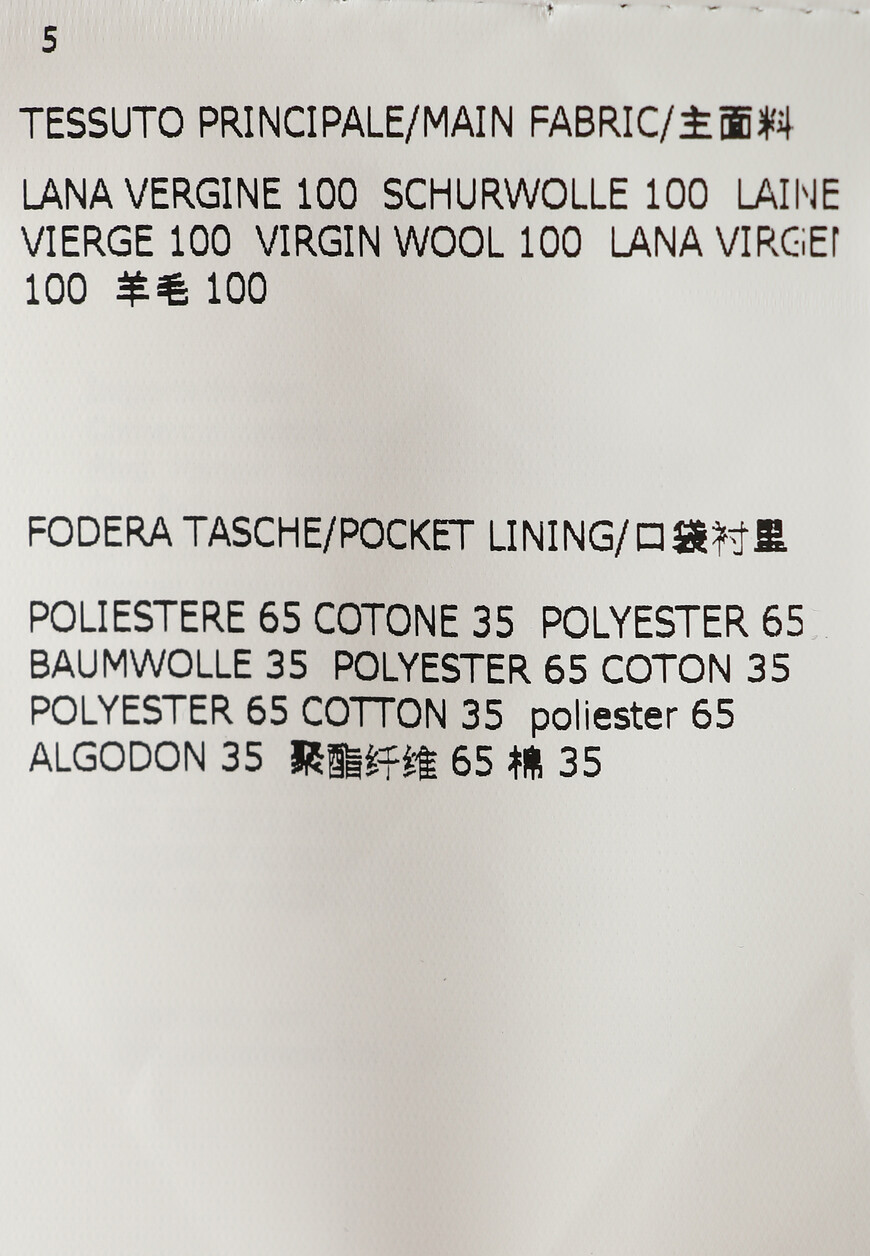 5
TESSUTO PRINCIPALE/MAIN FABRIC/主面料
LANA VERGINE 100 SCHURWOLLE 100 LAINE
VIERGE 100 VIRGIN WOOL 100 LANA VIRGEN
100 羊毛 100
FODERA TASCHE/POCKET LINING/口袋衬里
POLIESTERE 65 COTONE 35 POLYESTER 65
BAUMWOLLE 35 POLYESTER 65 COTON 35
POLYESTER 65 COTTON 35 poliester 65
ALGODON 35 聚酯纤维 65 棉 35